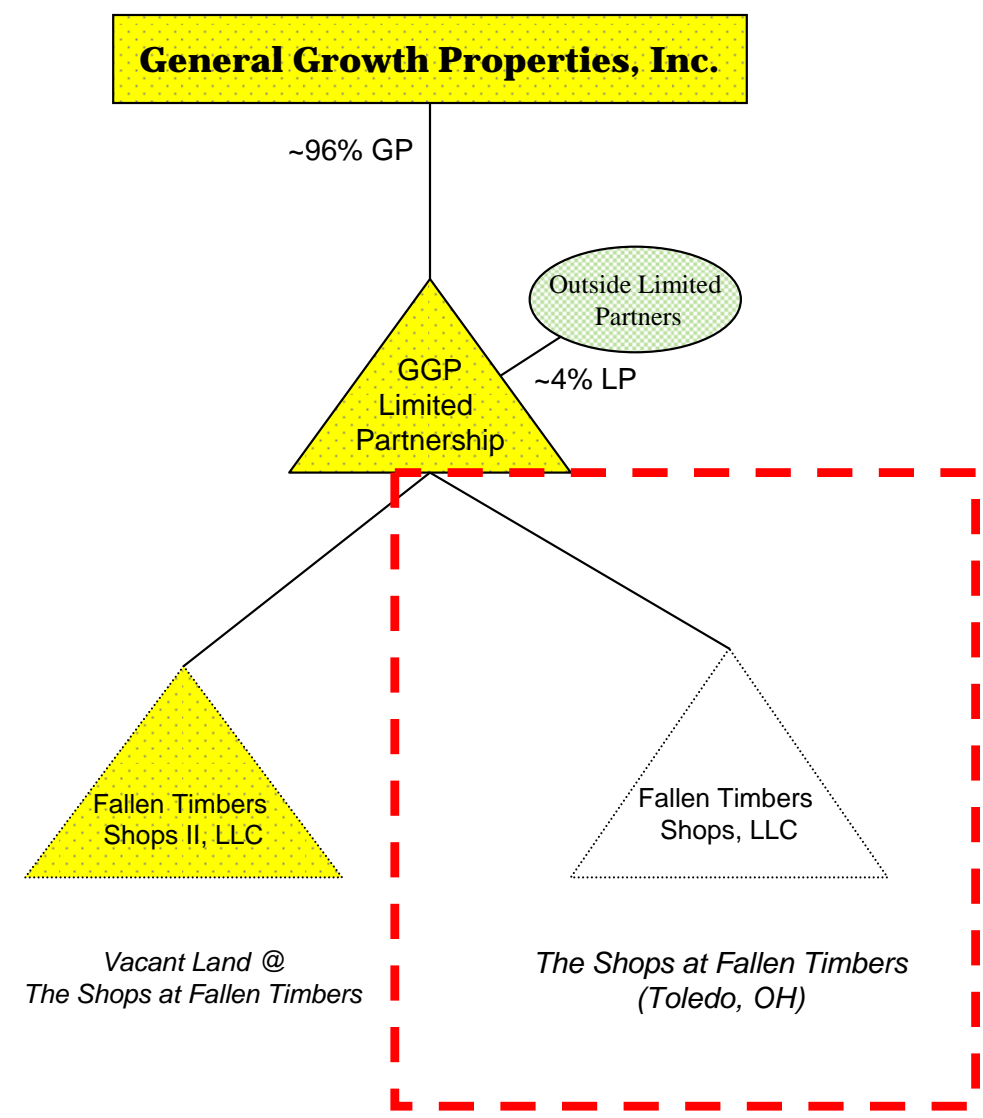 General Growth Properties, Inc.
~96% GP
Outside Limited
Partners
~4% LP
GGP
Limited
Partnership
Fallen Timbers
Shops II, LLC
Fallen Timbers
Shops, LLC
Vacant Land @
The Shops at Fallen Timbers
The Shops at Fallen Timbers
(Toledo, OH)